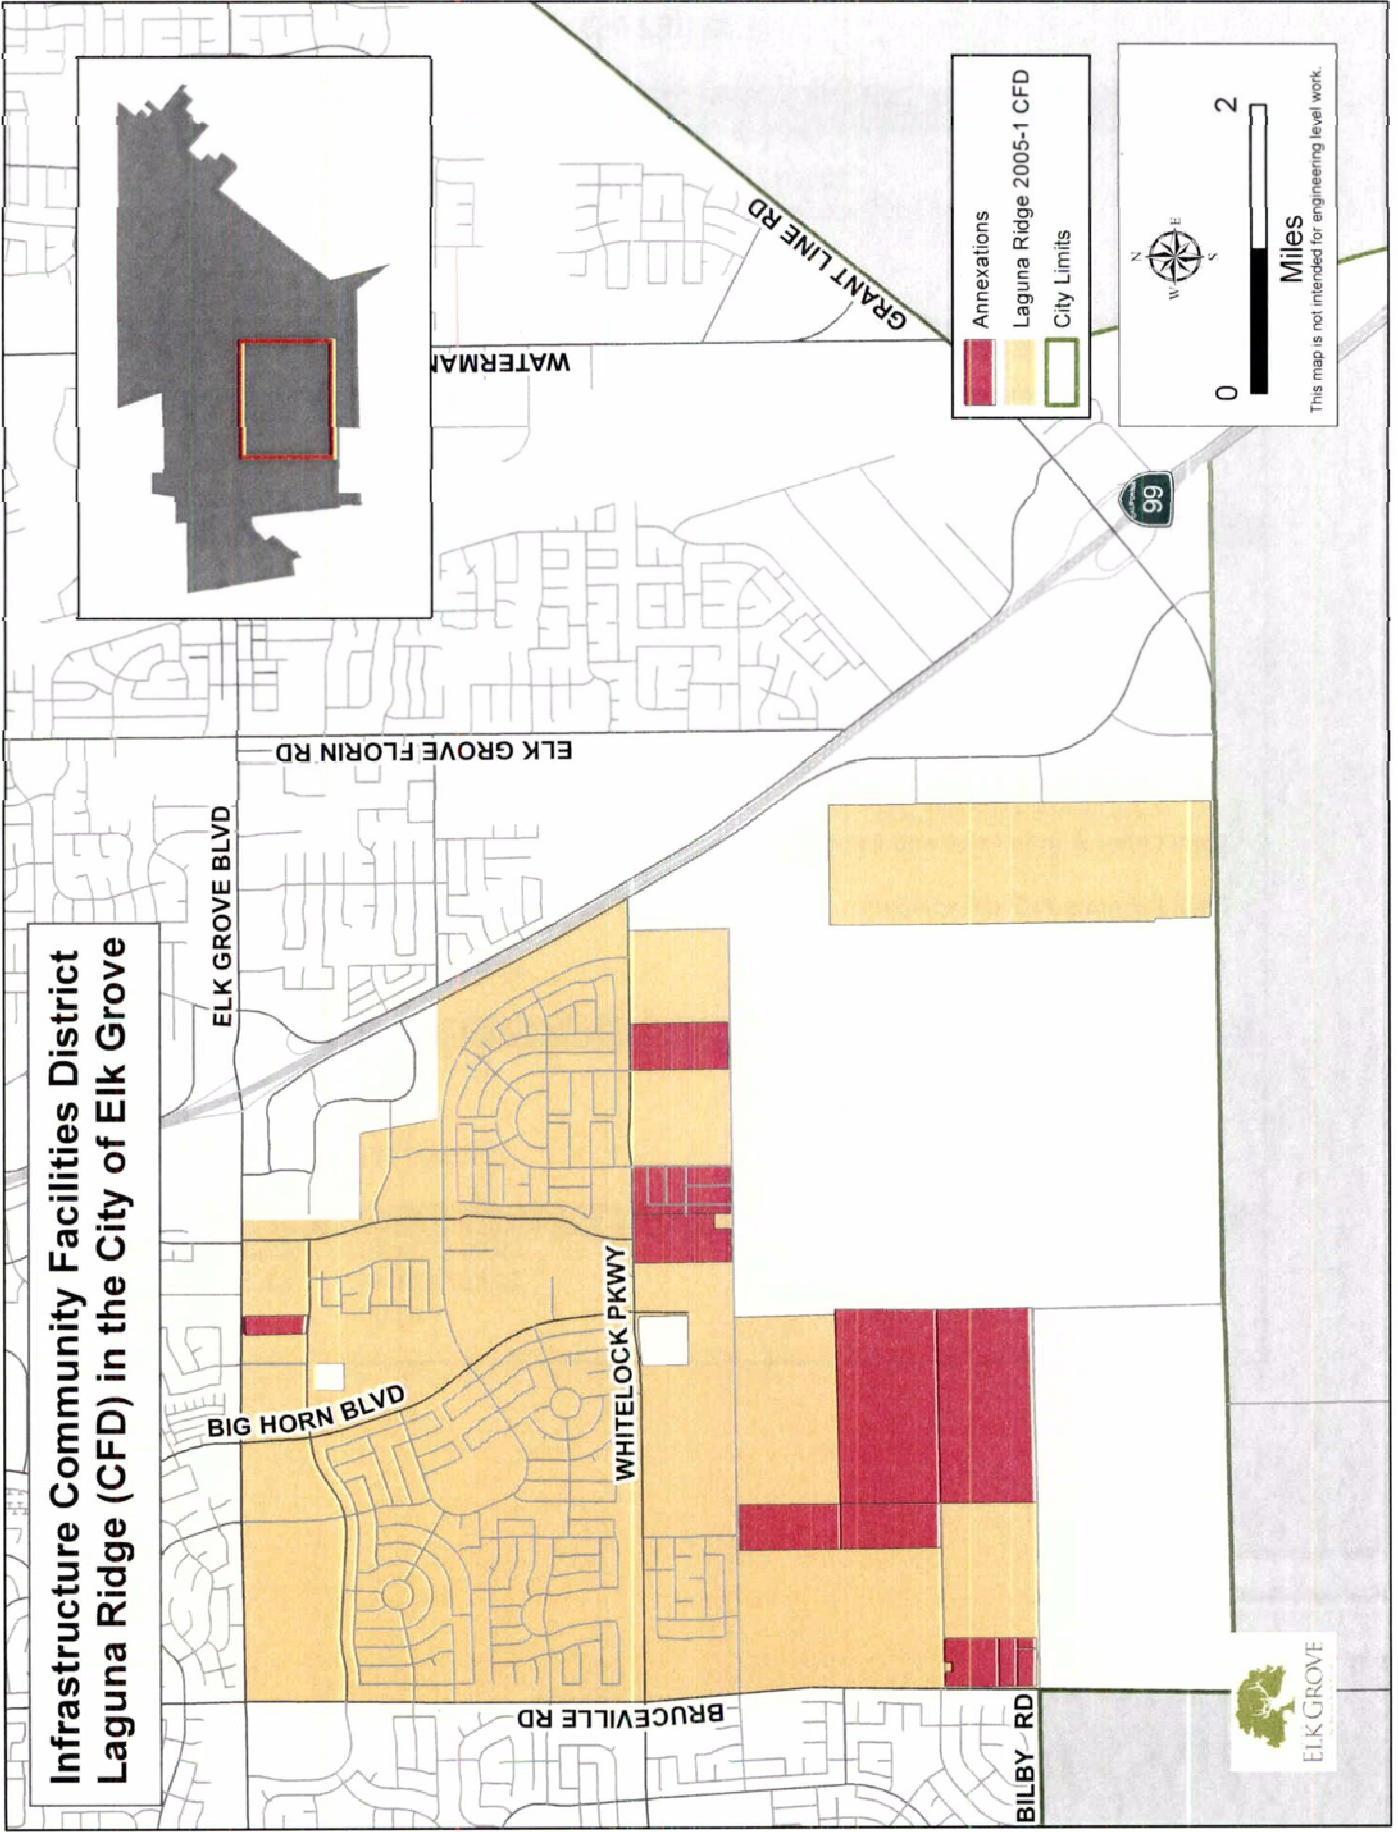 Infrastructure Community Facilities District
Laguna Ridge (CFD) in the City of Elk Grove
ELK GROVE BLVD
WATERMAN
ELK GROVE FLORIN RD
GRANT LINE RD
BIG HORN BLVD
WHITELOCK PKWY
BRUCEVILLE RD
BILBY RD
CALIFORNIA
99
Annexations
Laguna Ridge 2005-1 CFD
City Limits
N
W
E
S
0
2
Miles
This map is not intended for engineering level work.
ELK GROVE